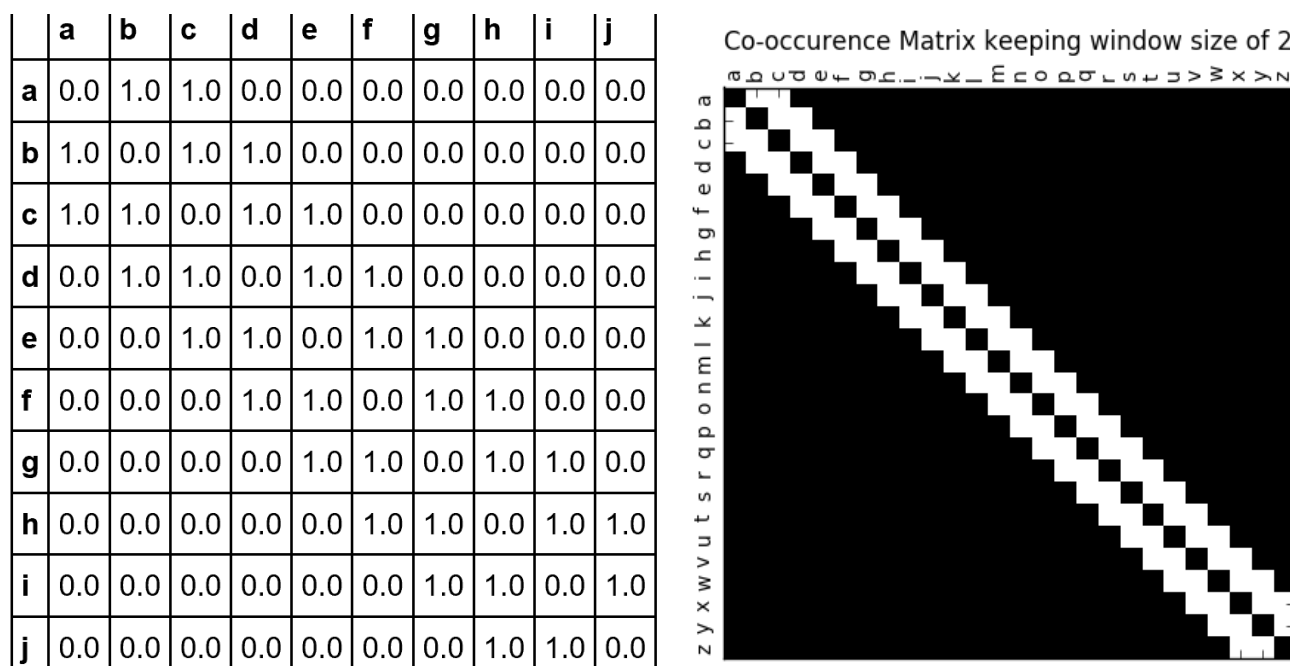 a b c d e f g h i j
a 0.0 1.0 1.0 0.0 0.0 0.0 0.0 0.0 0.0 0.0
b 1.0 0.0 1.0 1.0 0.0 0.0 0.0 0.0 0.0 0.0
c 1.0 1.0 0.0 1.0 1.0 0.0 0.0 0.0 0.0 0.0
d 0.0 1.0 1.0 0.0 1.0 1.0 0.0 0.0 0.0 0.0
e 0.0 0.0 1.0 1.0 0.0 1.0 1.0 0.0 0.0 0.0
f 0.0 0.0 0.0 1.0 1.0 0.0 1.0 1.0 0.0 0.0
g 0.0 0.0 0.0 0.0 1.0 1.0 0.0 1.0 1.0 0.0
h 0.0 0.0 0.0 0.0 0.0 1.0 1.0 0.0 1.0 1.0
i 0.0 0.0 0.0 0.0 0.0 0.0 1.0 1.0 0.0 1.0
j 0.0 0.0 0.0 0.0 0.0 0.0 0.0 1.0 1.0 0.0
Co-occurence Matrix keeping window size of 2
a b c d e f g h i j k l m n o p q r s t u v w x y z
a
b
c
d
e
f
g
h
i
j
k
l
m
n
o
p
q
r
s
t
u
v
w
x
y
z